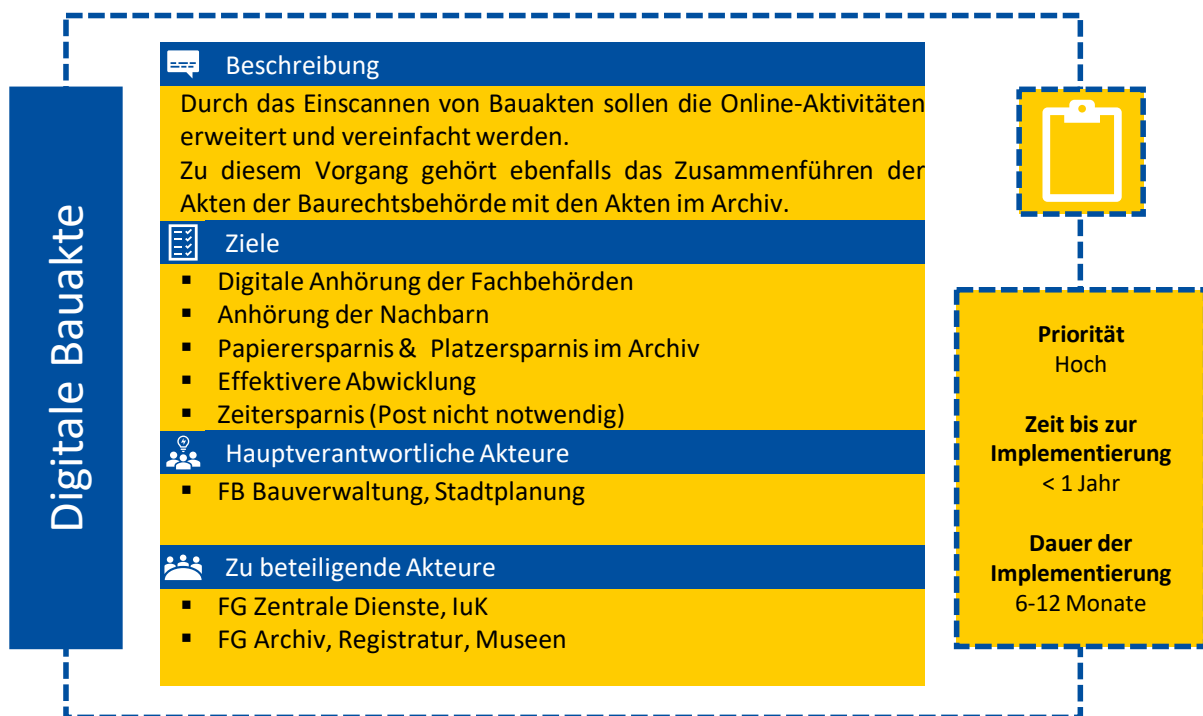 Digitale Bauakte
Beschreibung
Durch das Einscannen von Bauakten sollen die Online-Aktivitäten
erweitert und vereinfacht werden.
Zu diesem Vorgang gehört ebenfalls das Zusammenführen der
Akten der Baurechtsbehörde mit den Akten im Archiv.
Ziele
▪ Digitale Anhörung der Fachbehörden
▪ Anhörung der Nachbarn
▪ Papierersparnis & Platzersparnis im Archiv
▪ Effektivere Abwicklung
▪ Zeitersparnis (Post nicht notwendig)
Hauptverantwortliche Akteure
▪ FB Bauverwaltung, Stadtplanung
Zu beteiligende Akteure
▪ FG Zentrale Dienste, IuK
▪ FG Archiv, Registratur, Museen
Priorität
Hoch
Zeit bis zur
Implementierung
< 1 Jahr
Dauer der
Implementierung
6-12 Monate